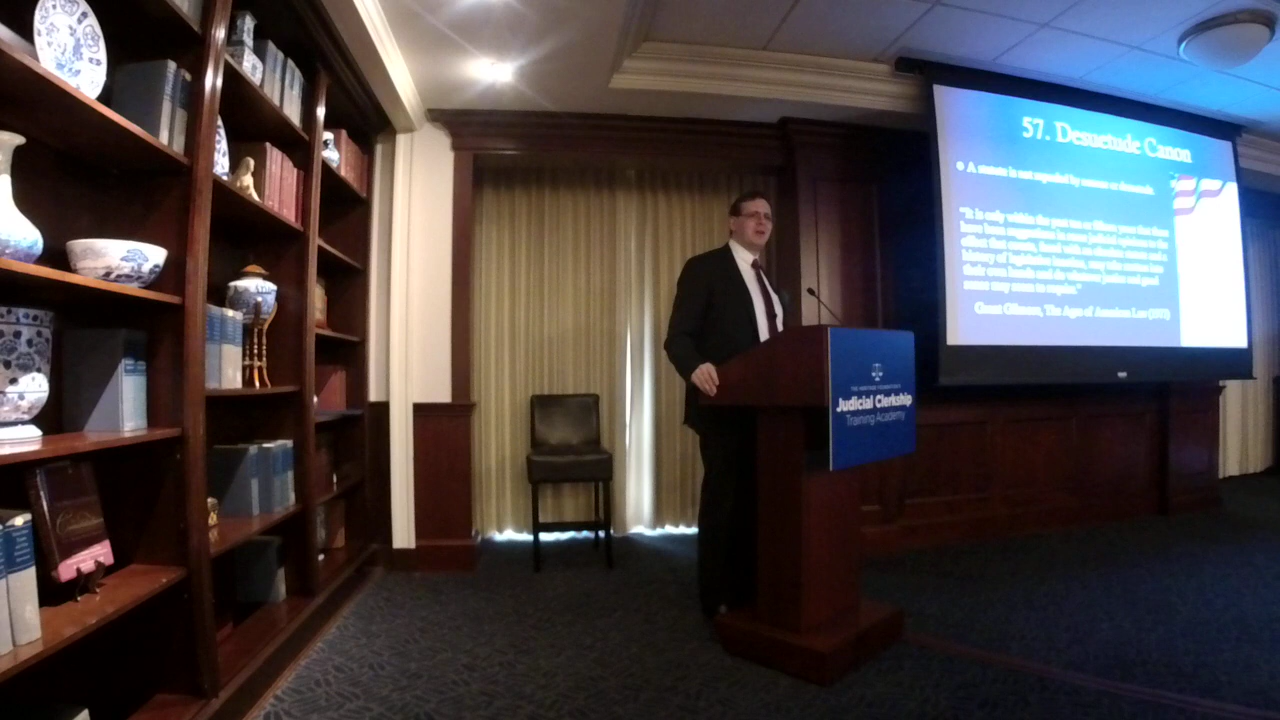 57. Desuetude Canon
A statute is not repealed by nonuse or desuetude.
"It is only within the past ten or fifteen years that there
have been suggestions in some judicial opinions to the
effect that courts, faced with an obsolete statute and a
history of legislative inaction, may take matters into
their own hands and do whatever justice and good
sense may seem to require."
Grant Gilmore, The Ages of American Law (1977)
THE HERITAGE FOUNDATION'S
Judicial Clerkship
Training Academy